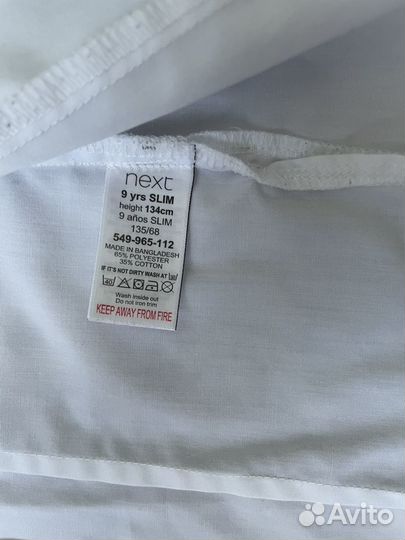 next
9 yrs SLIM
height 134cm
9 años SLIM
135/68
549-965-112
MADE IN BANGLADESH
65% POLYESTER
35% COTTON
IF IT'S NOT DIRTY WASH AT 30
40
Wash inside out
Do not iron trim
KEEP AWAY FROM FIRE
Avito